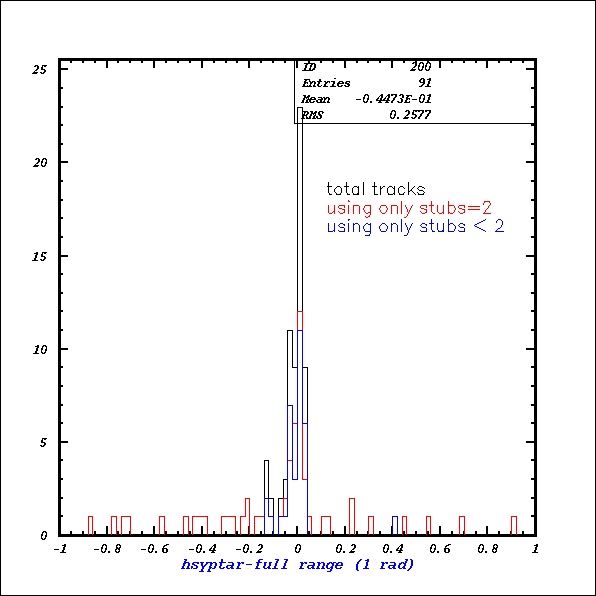 ID 200
Entries 91
Mean -0.4473E-01
RMS 0.2577
25
20
15
10
5
0
total tracks
using only stubs=2
using only stubs < 2
-1 -0.8 -0.6 -0.4 -0.2 0 0.2 0.4 0.6 0.8 1
hsyptar-full range (1 rad)